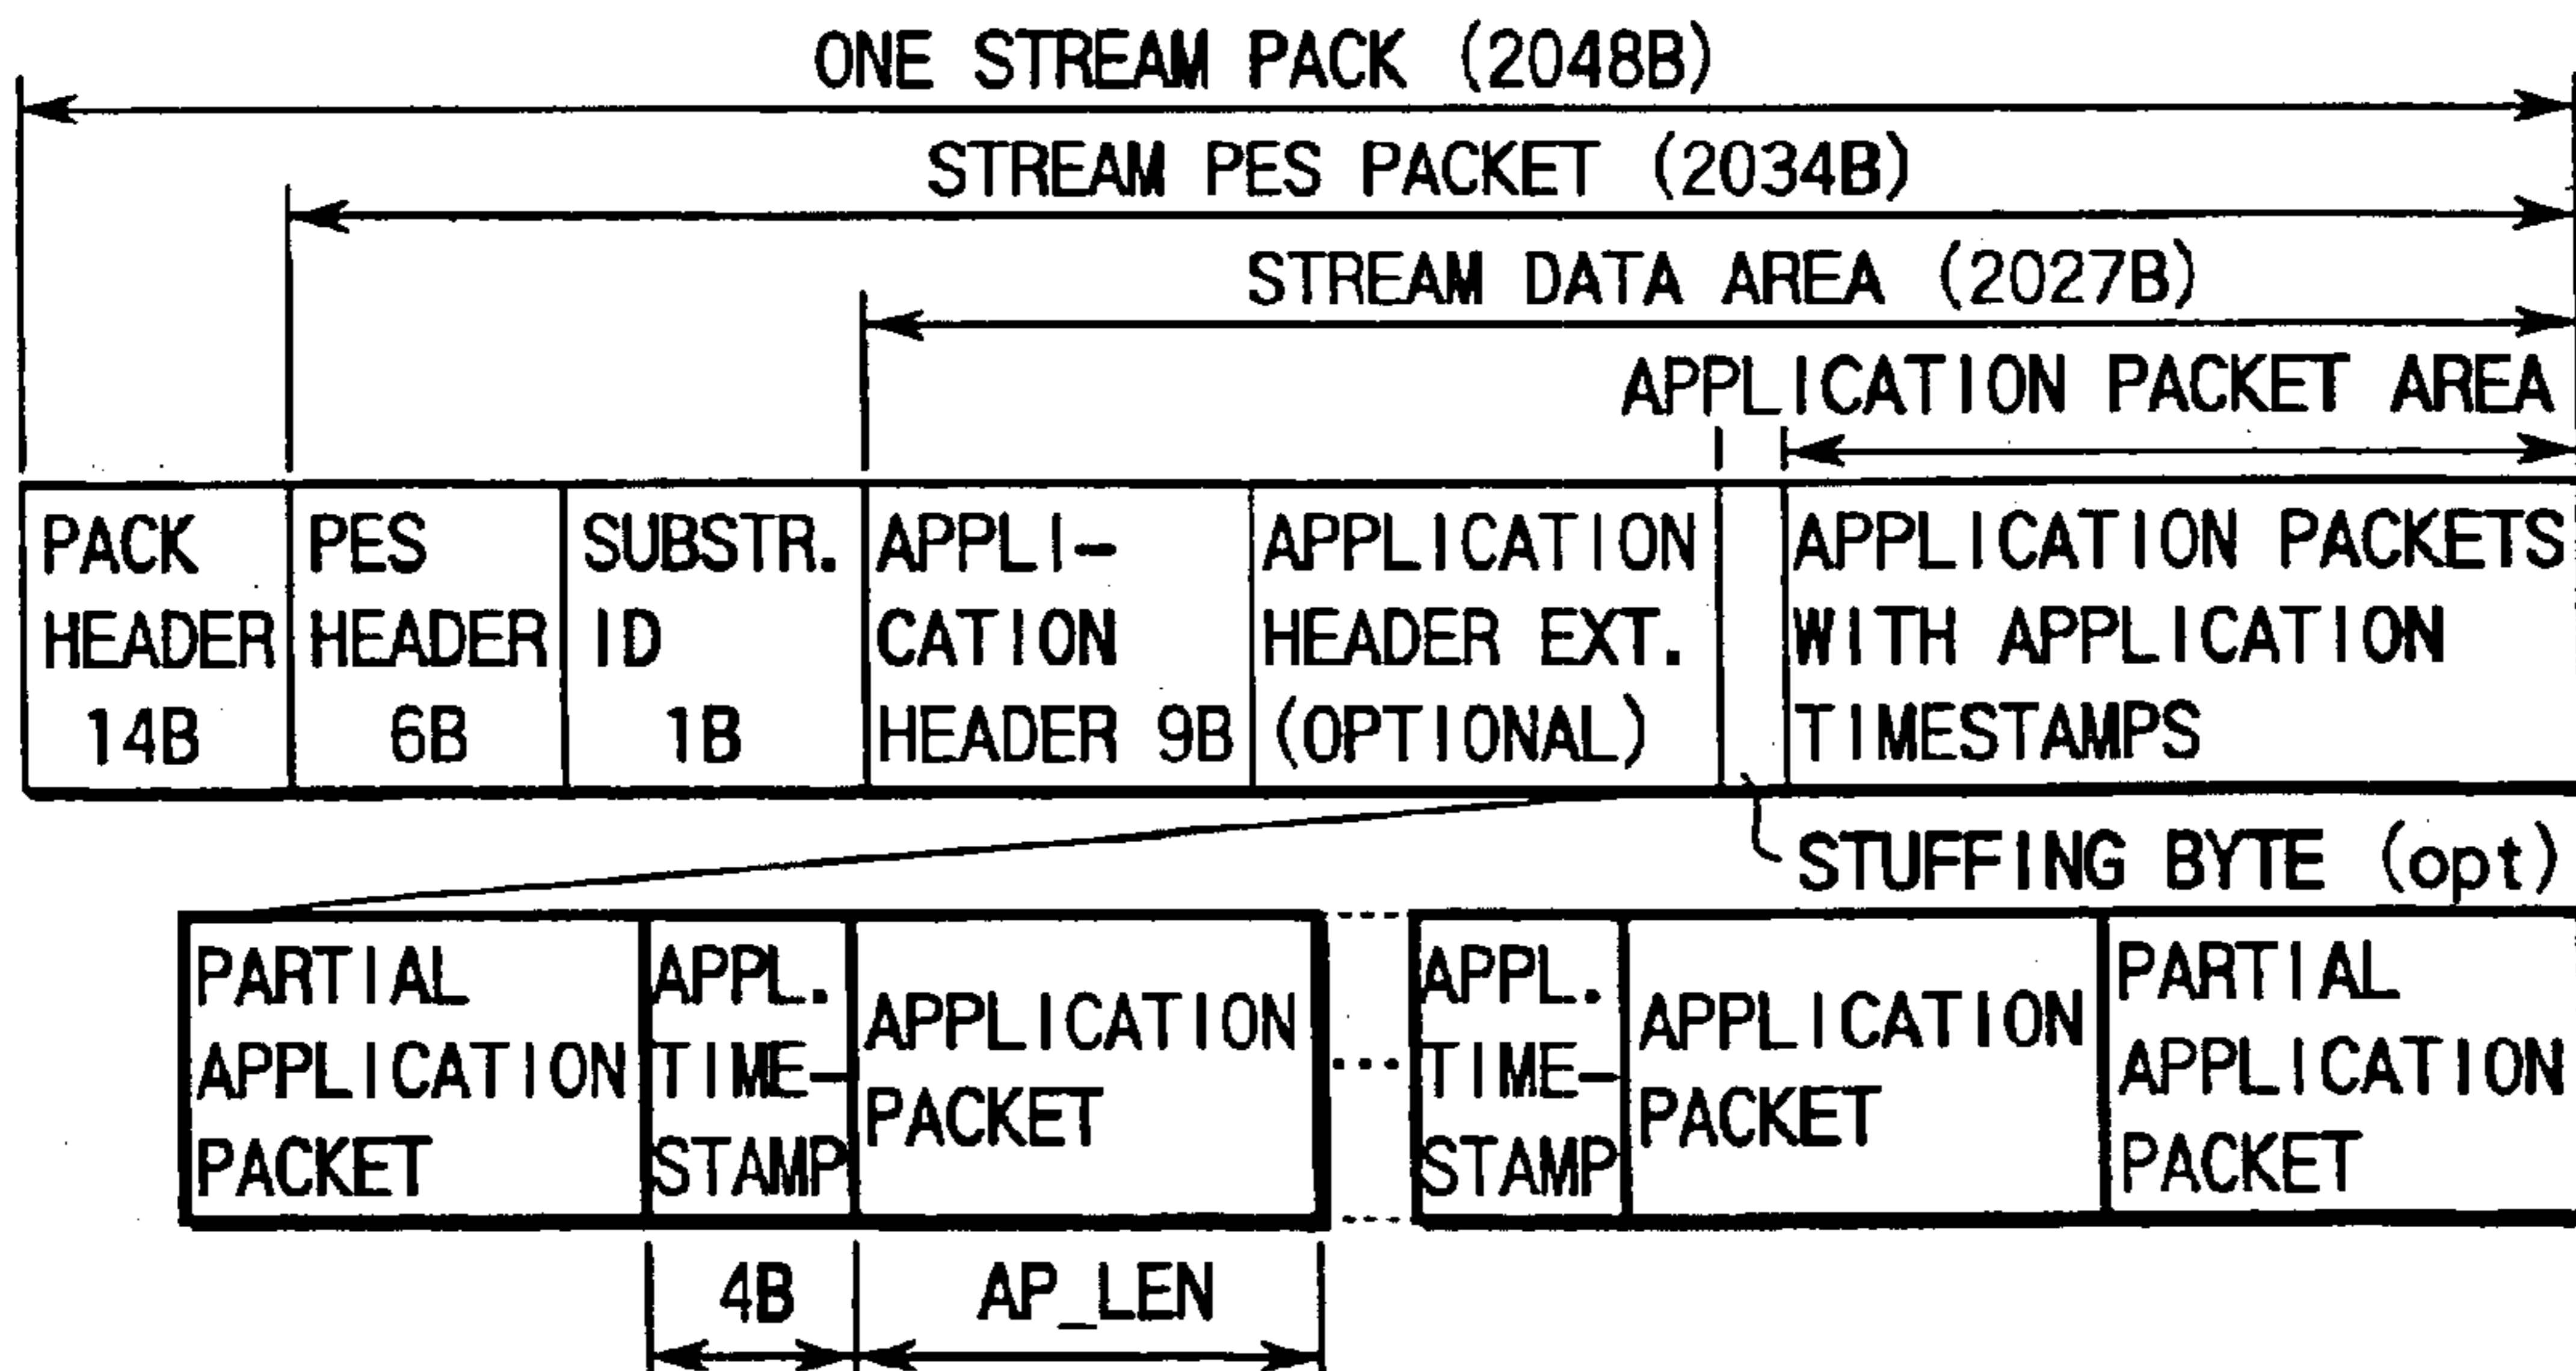 ONE STREAM PACK (2048B)
STREAM PES PACKET (2034B)
STREAM DATA AREA (2027B)
APPLICATION PACKET AREA
PACK
HEADER
14B
PES
HEADER
6B
SUBSTR.
ID
1B
APPLI-
CATION
HEADER 9B
APPLICATION
HEADER EXT.
(OPTIONAL)
APPLICATION PACKETS
WITH APPLICATION
TIMESTAMPS
STUFFING BYTE (opt)
PARTIAL
APPLICATION
PACKET
APPL.
TIME-
STAMP
APPLICATION
PACKET
...
APPL.
TIME-
STAMP
APPLICATION
PACKET
PARTIAL
APPLICATION
PACKET
4B
AP_LEN